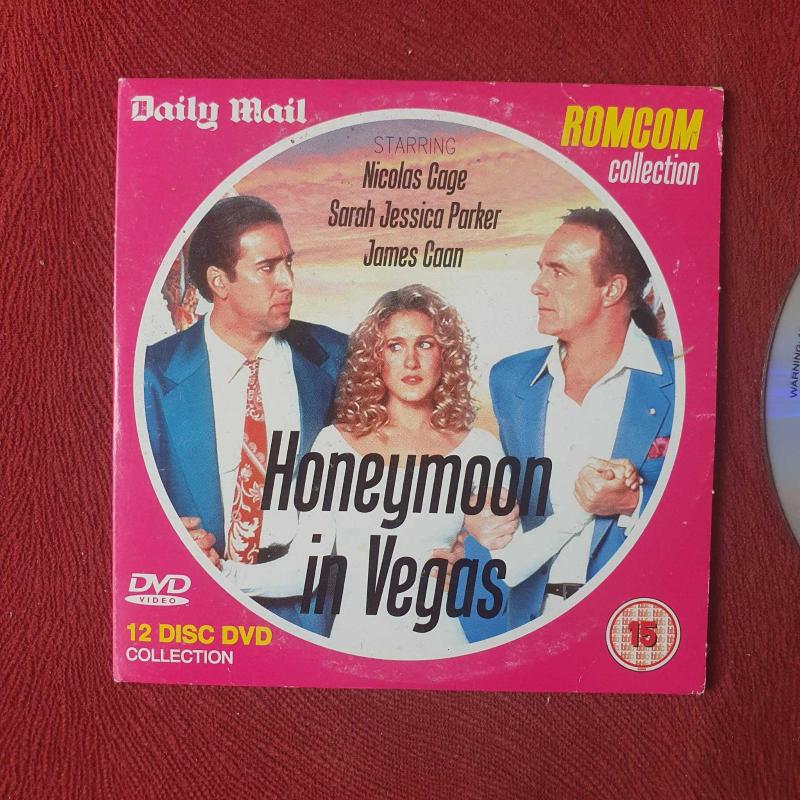 Daily Mail
ROMCOM
collection
STARRING
Nicolas Cage
Sarah Jessica Parker
James Caan
Honeymoon
in Vegas
DVD
VIDEO
12 DISC DVD
COLLECTION
15
WARNING: